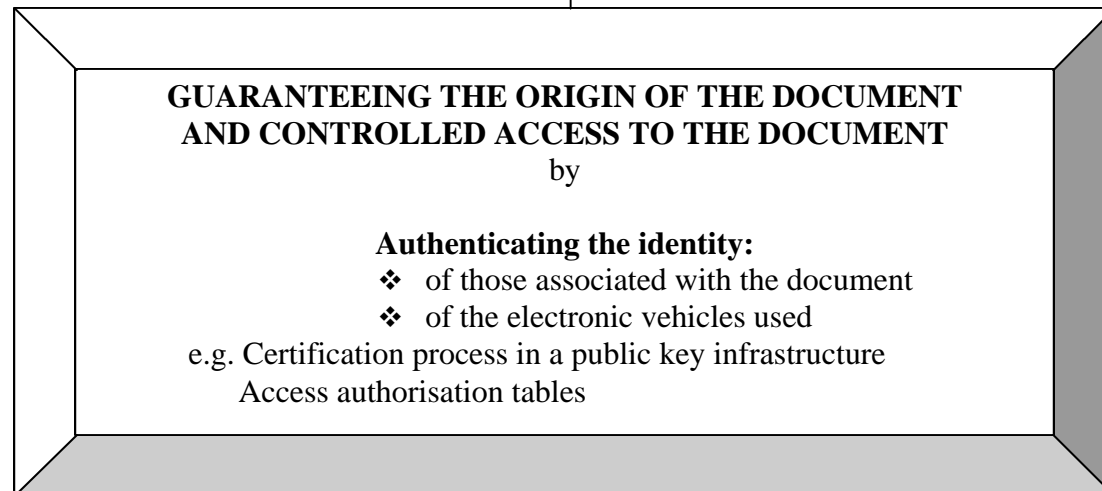 GUARANTEEING THE ORIGIN OF THE DOCUMENT
AND CONTROLLED ACCESS TO THE DOCUMENT
by
Authenticating the identity:
❖ of those associated with the document
❖ of the electronic vehicles used
e.g. Certification process in a public key infrastructure
Access authorisation tables